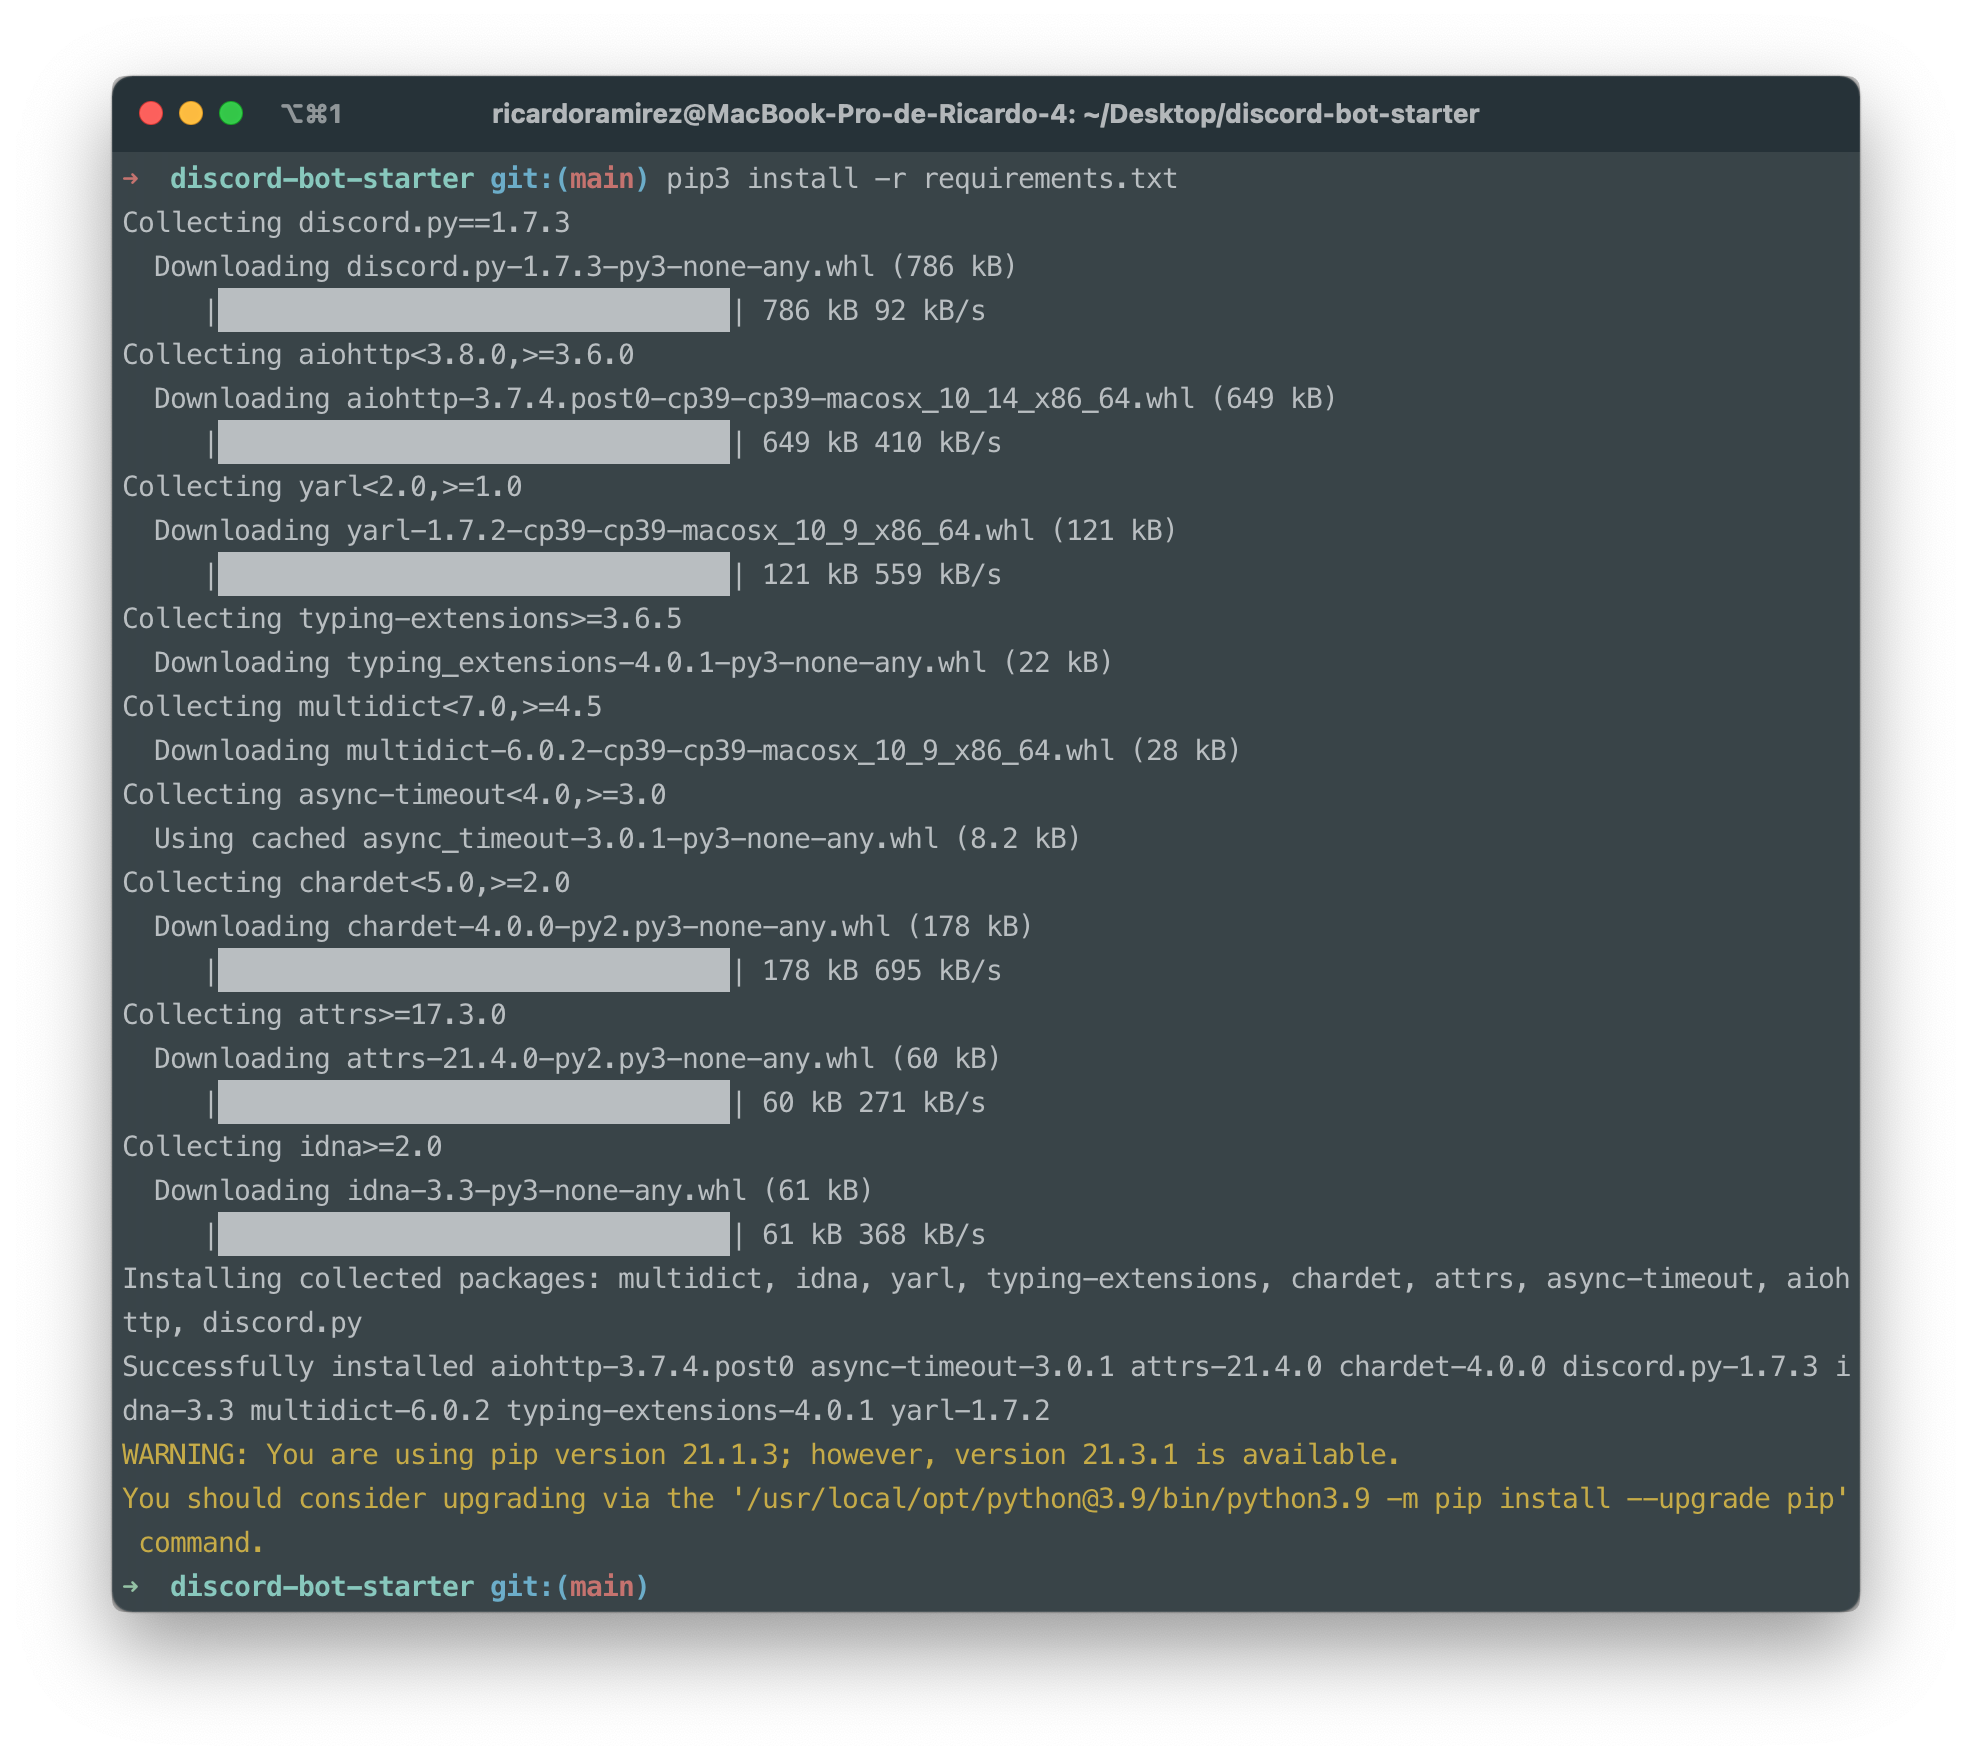 ⌥⌘1 ricardoramirez@MacBook-Pro-de-Ricardo-4: ~/Desktop/discord-bot-starter
➜  discord-bot-starter git:(main) pip3 install -r requirements.txt
Collecting discord.py==1.7.3
  Downloading discord.py-1.7.3-py3-none-any.whl (786 kB)
     |████████████████████████████████| 786 kB 92 kB/s
Collecting aiohttp<3.8.0,>=3.6.0
  Downloading aiohttp-3.7.4.post0-cp39-cp39-macosx_10_14_x86_64.whl (649 kB)
     |████████████████████████████████| 649 kB 410 kB/s
Collecting yarl<2.0,>=1.0
  Downloading yarl-1.7.2-cp39-cp39-macosx_10_9_x86_64.whl (121 kB)
     |████████████████████████████████| 121 kB 559 kB/s
Collecting typing-extensions>=3.6.5
  Downloading typing_extensions-4.0.1-py3-none-any.whl (22 kB)
Collecting multidict<7.0,>=4.5
  Downloading multidict-6.0.2-cp39-cp39-macosx_10_9_x86_64.whl (28 kB)
Collecting async-timeout<4.0,>=3.0
  Using cached async_timeout-3.0.1-py3-none-any.whl (8.2 kB)
Collecting chardet<5.0,>=2.0
  Downloading chardet-4.0.0-py2.py3-none-any.whl (178 kB)
     |████████████████████████████████| 178 kB 695 kB/s
Collecting attrs>=17.3.0
  Downloading attrs-21.4.0-py2.py3-none-any.whl (60 kB)
     |████████████████████████████████| 60 kB 271 kB/s
Collecting idna>=2.0
  Downloading idna-3.3-py3-none-any.whl (61 kB)
     |████████████████████████████████| 61 kB 368 kB/s
Installing collected packages: multidict, idna, yarl, typing-extensions, chardet, attrs, async-timeout, aioh
ttp, discord.py
Successfully installed aiohttp-3.7.4.post0 async-timeout-3.0.1 attrs-21.4.0 chardet-4.0.0 discord.py-1.7.3 i
dna-3.3 multidict-6.0.2 typing-extensions-4.0.1 yarl-1.7.2
WARNING: You are using pip version 21.1.3; however, version 21.3.1 is available.
You should consider upgrading via the '/usr/local/opt/python@3.9/bin/python3.9 -m pip install --upgrade pip'
 command.
➜  discord-bot-starter git:(main)